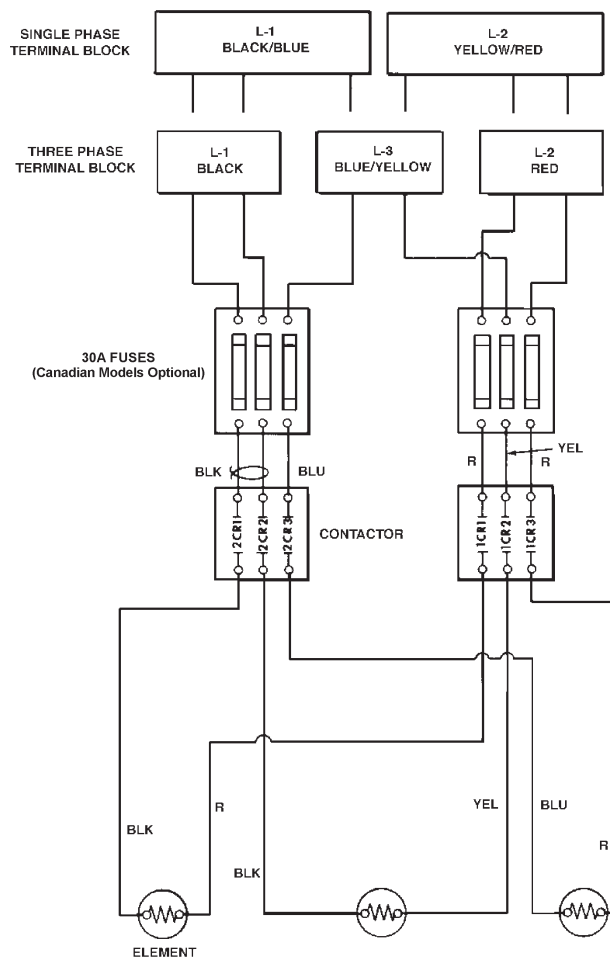 SINGLE PHASE
TERMINAL BLOCK
L-1
BLACK/BLUE
L-2
YELLOW/RED
THREE PHASE
TERMINAL BLOCK
L-1
BLACK
L-3
BLUE/YELLOW
L-2
RED
30A FUSES
(Canadian Models Optional)
BLK
BLU
R
R
YEL
2CR1
2CR2
2CR3
CONTACTOR
1CR1
1CR2
1CR3
BLK
R
BLK
YEL
BLU
R
ELEMENT